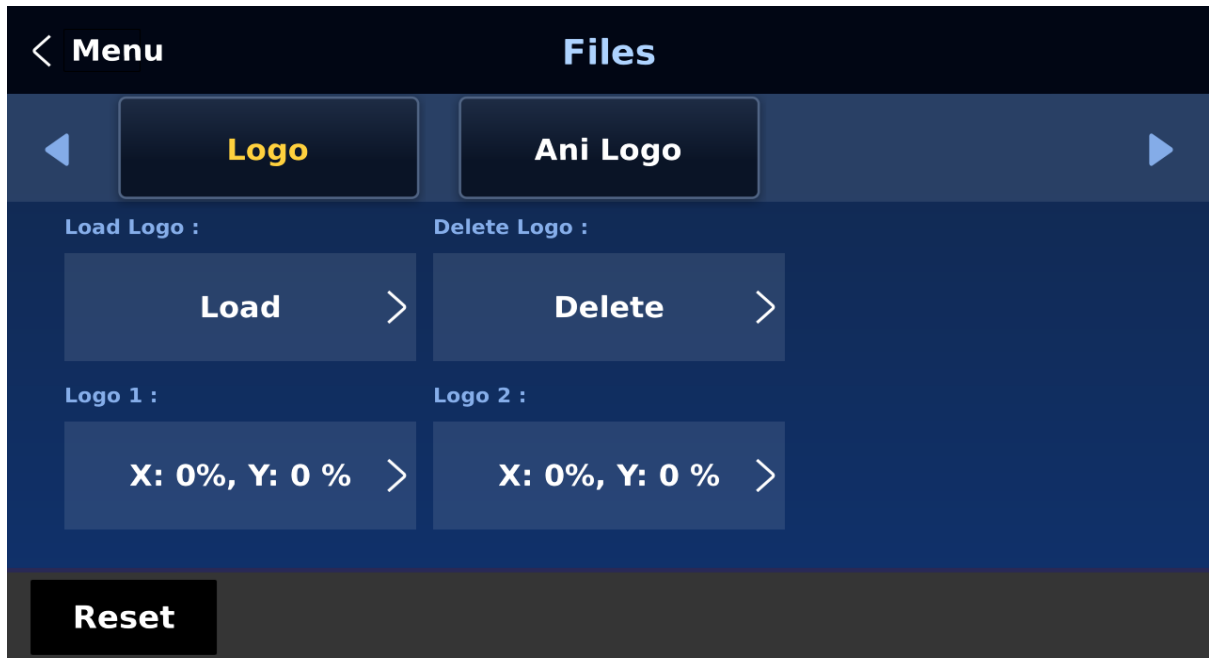 Menu
Files
Logo
Ani Logo
Load Logo :
Delete Logo :
Load
Delete
Logo 1 :
Logo 2 :
X: 0%, Y: 0 %
X: 0%, Y: 0 %
Reset